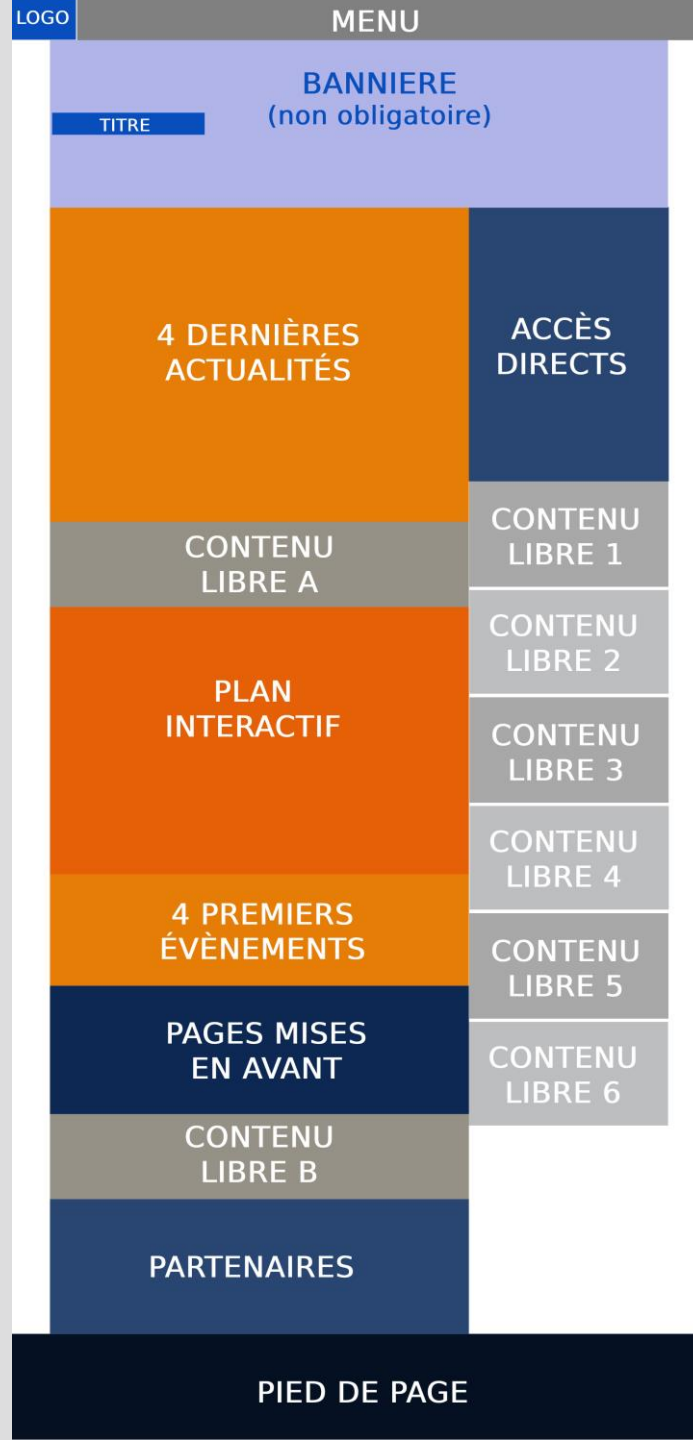 LOGO
MENU
BANNIERE
(non obligatoire)
TITRE
4 DERNIÈRES
ACTUALITÉS
CONTENU
LIBRE A
PLAN
INTERACTIF
4 PREMIERS
ÉVÈNEMENTS
PAGES MISES
EN AVANT
CONTENU
LIBRE B
PARTENAIRES
ACCÈS
DIRECTS
CONTENU
LIBRE 1
CONTENU
LIBRE 2
CONTENU
LIBRE 3
CONTENU
LIBRE 4
CONTENU
LIBRE 5
CONTENU
LIBRE 6
PIED DE PAGE